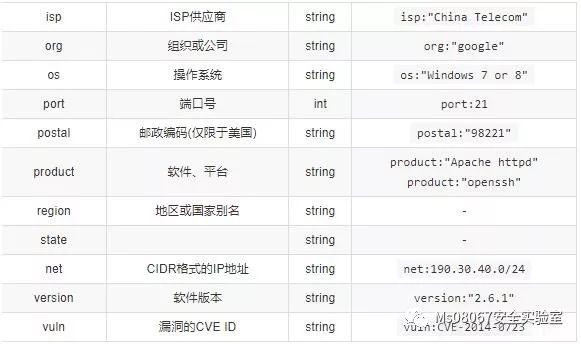 isp ISP供应商 string isp:"China Telecom"
org 组织或公司 string org:"google"
os 操作系统 string os:"Windows 7 or 8"
port 端口号 int port:21
postal 邮政编码(仅限于美国) string postal:"98221"
product 软件、平台 string product:"Apache httpd"
product:"openssh"
region 地区或国家别名 string -
state string -
net CIDR格式的IP地址 string net:190.30.40.0/24
version 软件版本 string version:"2.6.1"
vuln 漏洞的CVE ID string vuln:CVE-2014-0723
Ms08067安全实验室